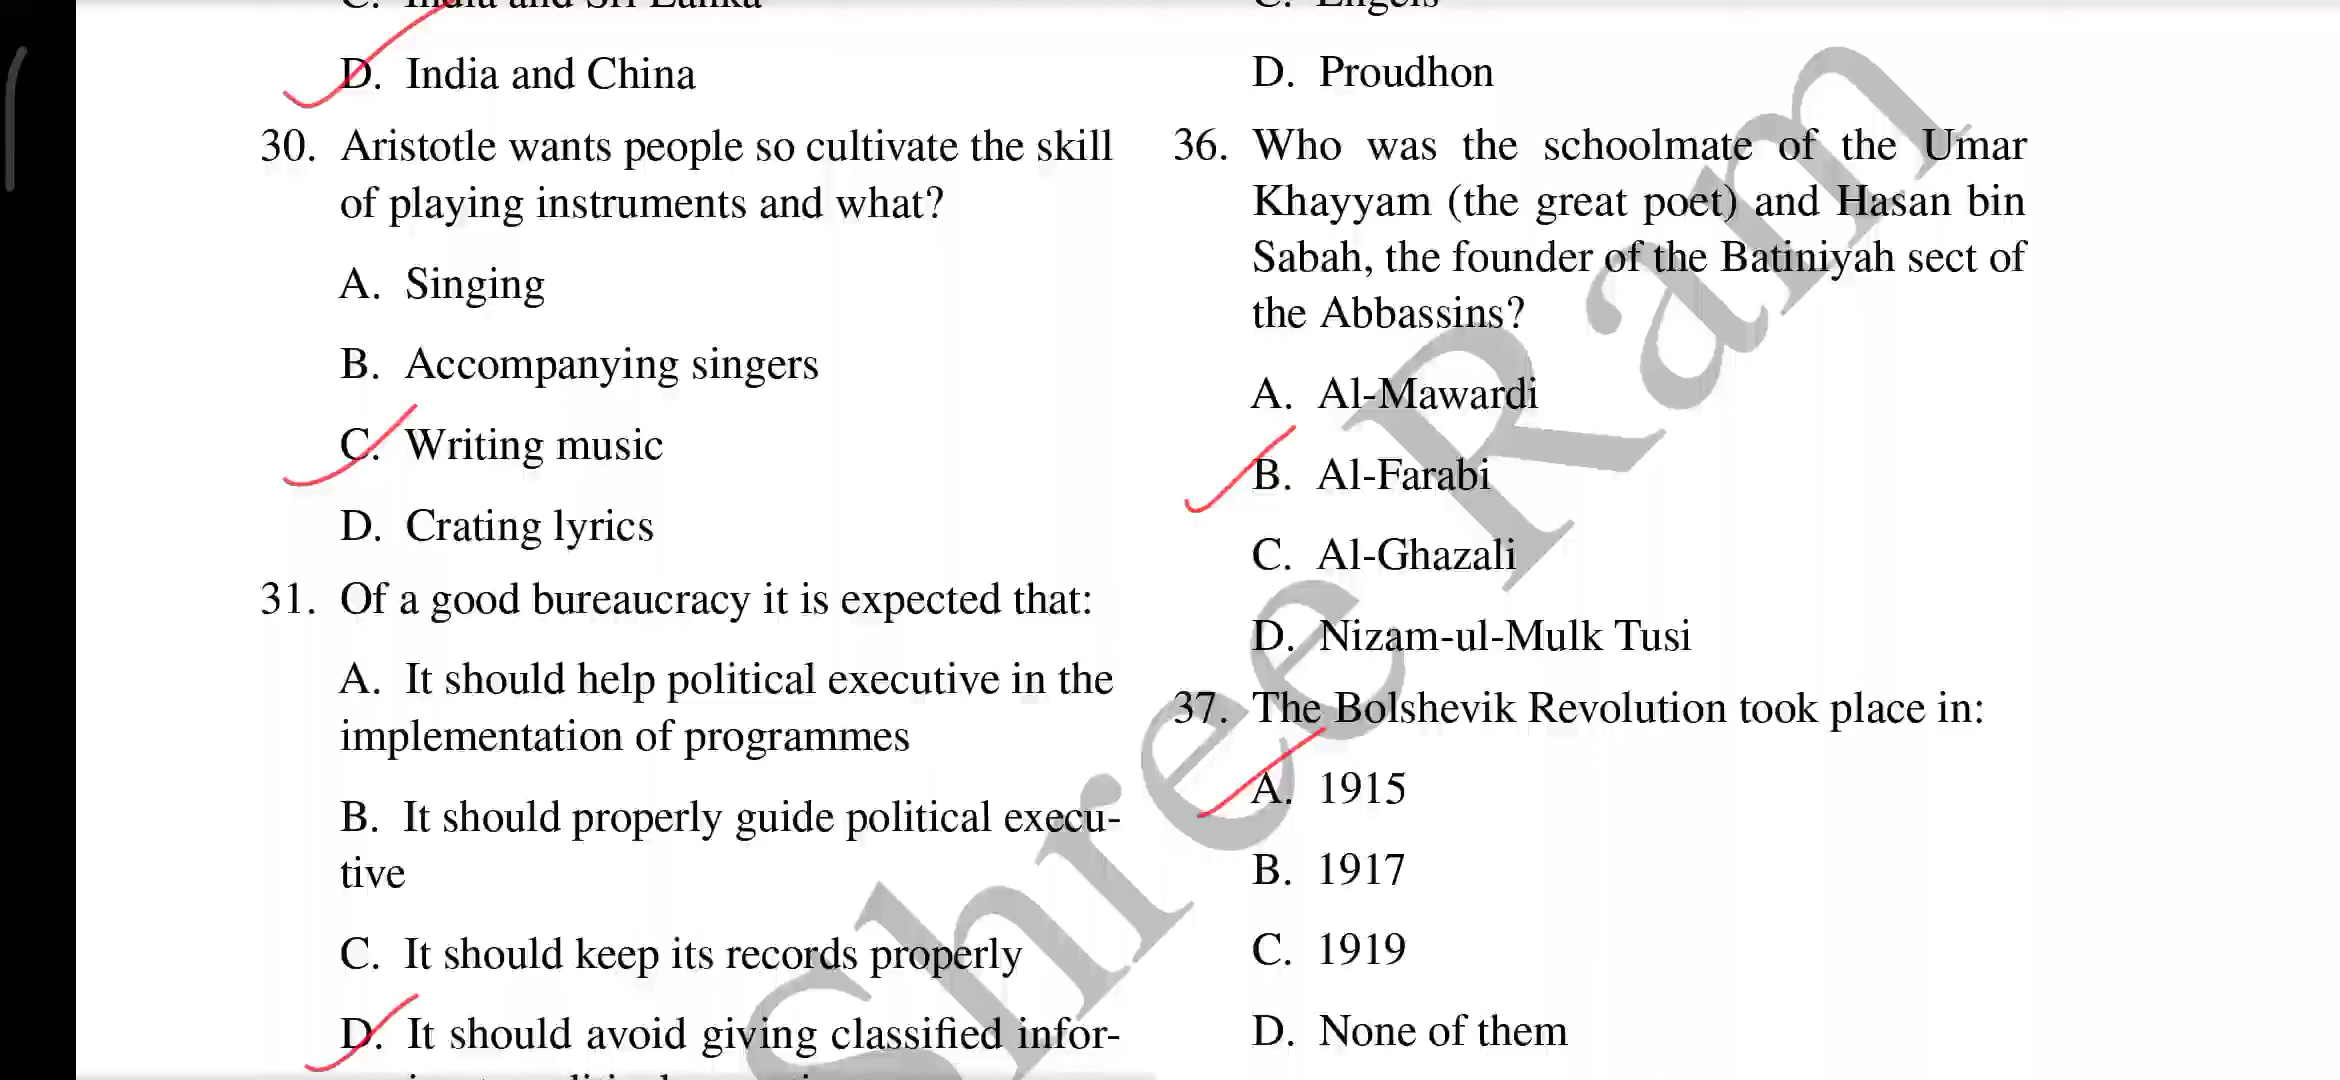 C. India and Sri Lanka
D. India and China
30. Aristotle wants people so cultivate the skill
of playing instruments and what?
A. Singing
B. Accompanying singers
C. Writing music
D. Crating lyrics
31. Of a good bureaucracy it is expected that:
A. It should help political executive in the
implementation of programmes
B. It should properly guide political execu-
tive
C. It should keep its records properly
D. It should avoid giving classified infor-
C. Engels
D. Proudhon
36. Who was the schoolmate of the Umar
Khayyam (the great poet) and Hasan bin
Sabah, the founder of the Batiniyah sect of
the Abbassins?
A. Al-Mawardi
B. Al-Farabi
C. Al-Ghazali
D. Nizam-ul-Mulk Tusi
37. The Bolshevik Revolution took place in:
A. 1915
B. 1917
C. 1919
D. None of them
Shree Ram